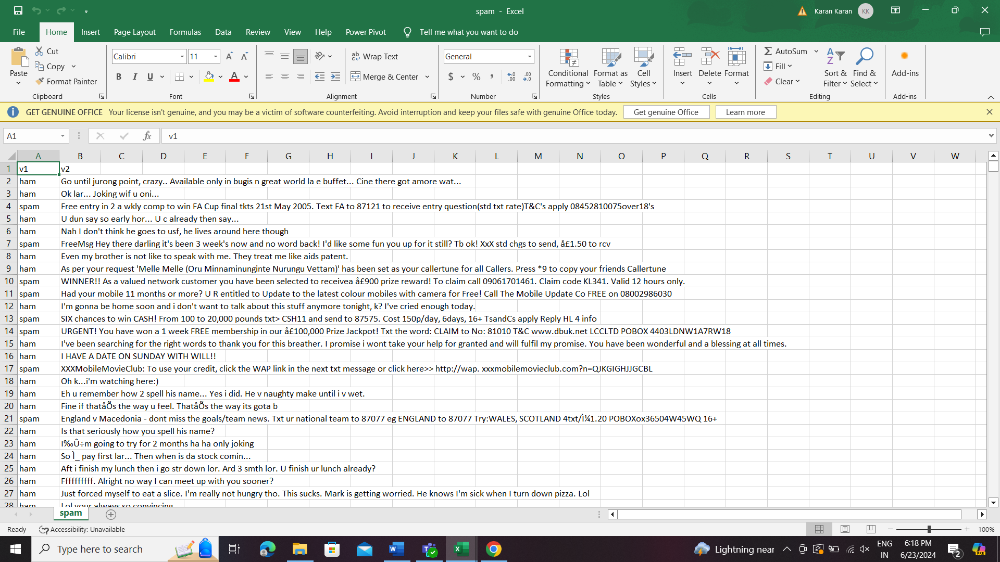 spam - Excel
Karan Karan KK
File Home Insert Page Layout Formulas Data Review View Help Power Pivot Tell me what you want to do
Paste
Cut
Copy
Format Painter
Clipboard
Calibri 11
B I U
Font
Wrap Text
Merge & Center
Alignment
General
$ % ,
Number
Conditional Formatting
Format as Table
Cell Styles
Styles
Insert Delete Format
Cells
AutoSum
Fill
Clear
Sort & Filter
Find & Select
Editing
Add-ins
Add-ins
GET GENUINE OFFICE Your license isn't genuine, and you may be a victim of software counterfeiting. Avoid interruption and keep your files safe with genuine Office today. Get genuine Office Learn more
A1 fx v1
A B C D E F G H I J K L M N O P Q R S T U V W
1 v1 v2
2 ham Go until jurong point, crazy.. Available only in bugis n great world la e buffet... Cine there got amore wat...
3 ham Ok lar... Joking wif u oni...
4 spam Free entry in 2 a wkly comp to win FA Cup final tkts 21st May 2005. Text FA to 87121 to receive entry question(std txt rate)T&C's apply 08452810075over18's
5 ham U dun say so early hor... U c already then say...
6 ham Nah I don't think he goes to usf, he lives around here though
7 spam FreeMsg Hey there darling it's been 3 week's now and no word back! I'd like some fun you up for it still? Tb ok! XxX std chgs to send, å£1.50 to rcv
8 ham Even my brother is not like to speak with me. They treat me like aids patent.
9 ham As per your request 'Melle Melle (Oru Minnaminunginte Nurungu Vettam)' has been set as your callertune for all Callers. Press *9 to copy your friends Callertune
10 spam WINNER!! As a valued network customer you have been selected to receivea å£900 prize reward! To claim call 09061701461. Claim code KL341. Valid 12 hours only.
11 spam Had your mobile 11 months or more? U R entitled to Update to the latest colour mobiles with camera for Free! Call The Mobile Update Co FREE on 08002986030
12 ham I'm gonna be home soon and i don't want to talk about this stuff anymore tonight, k? I've cried enough today.
13 spam SIX chances to win CASH! From 100 to 20,000 pounds txt> CSH11 and send to 87575. Cost 150p/day, 6days, 16+ TsandCs apply Reply HL 4 info
14 spam URGENT! You have won a 1 week FREE membership in our å£100,000 Prize Jackpot! Txt the word: CLAIM to No: 81010 T&C www.dbuk.net LCCLTD POBOX 4403LDNW1A7RW18
15 ham I've been searching for the right words to thank you for this breather. I promise i wont take your help for granted and will fulfil my promise. You have been wonderful and a blessing at all times.
16 ham I HAVE A DATE ON SUNDAY WITH WILL!!
17 spam XXXMobileMovieClub: To use your credit, click the WAP link in the next txt message or click here>> http://wap. xxxmobilemovieclub.com?n=QJKGIGHJJGCBL
18 ham Oh k...i'm watching here:)
19 ham Eh u remember how 2 spell his name... Yes i did. He v naughty make until i v wet.
20 ham Fine if thatåÕs the way u feel. ThatåÕs the way its gota b
21 spam England v Macedonia - dont miss the goals/team news. Txt ur national team to 87077 eg ENGLAND to 87077 Try:WALES, SCOTLAND 4txt/Ì¼1.20 POBOXox36504W45WQ 16+
22 ham Is that seriously how you spell his name?
23 ham I‰Û÷m going to try for 2 months ha ha only joking
24 ham So Ì_ pay first lar... Then when is da stock comin...
25 ham Aft i finish my lunch then i go str down lor. Ard 3 smth lor. U finish ur lunch already?
26 ham Ffffffffff. Alright no way I can meet up with you sooner?
27 ham Just forced myself to eat a slice. I'm really not hungry tho. This sucks. Mark is getting worried. He knows I'm sick when I turn down pizza. Lol
28 ham Lol your always so convincing.
spam
Ready Accessibility: Unavailable 100%
Type here to search
Lightning near
ENG
IN
6:18 PM
6/23/2024
2
PRE